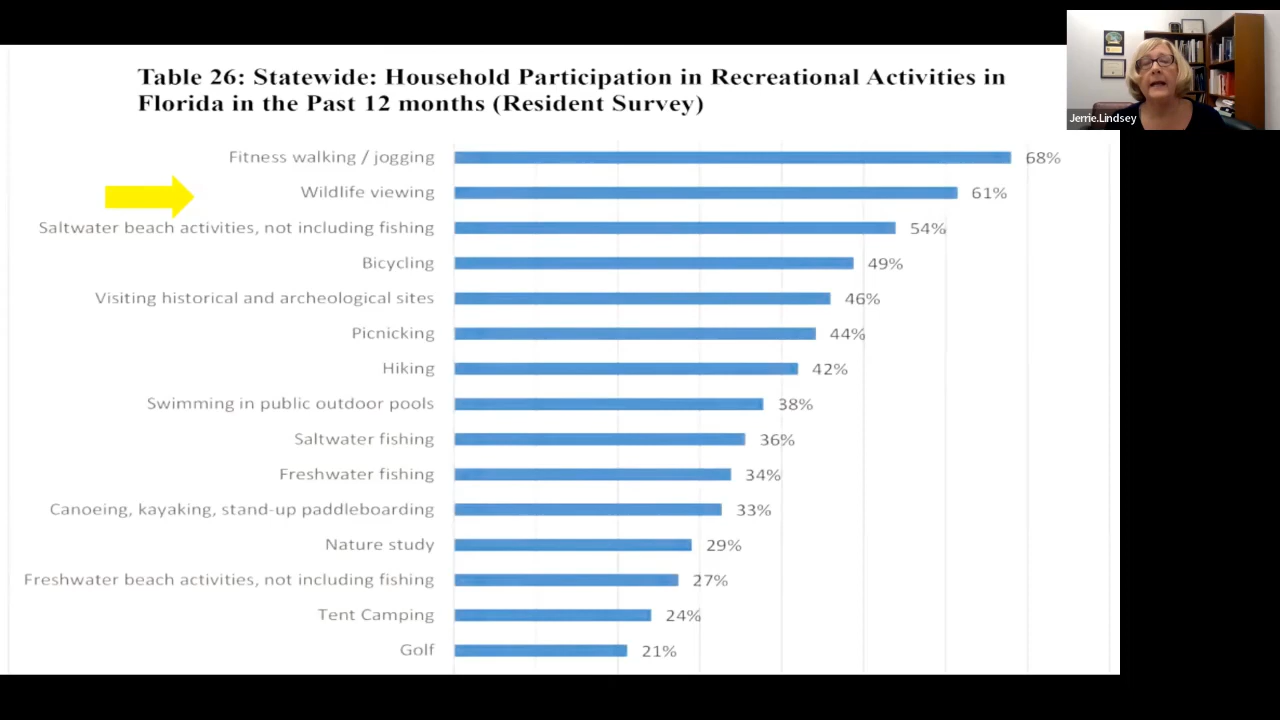 Table 26: Statewide: Household Participation in Recreational Activities in
Florida in the Past 12 months (Resident Survey)
Jerrie.Lindsey
Fitness walking / jogging 68%
Wildlife viewing 61%
Saltwater beach activities, not including fishing 54%
Bicycling 49%
Visiting historical and archeological sites 46%
Picnicking 44%
Hiking 42%
Swimming in public outdoor pools 38%
Saltwater fishing 36%
Freshwater fishing 34%
Canoeing, kayaking, stand-up paddleboarding 33%
Nature study 29%
Freshwater beach activities, not including fishing 27%
Tent Camping 24%
Golf 21%